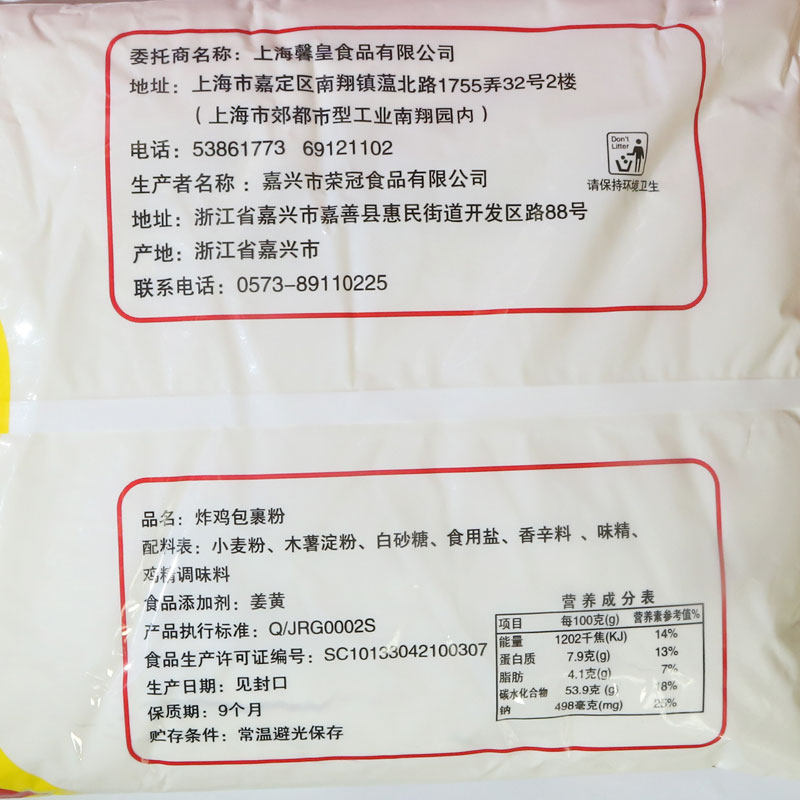 委托商名称：上海馨皇食品有限公司
地址：上海市嘉定区南翔镇蕰北路1755弄32号2楼
（上海市郊都市型工业南翔园内）
电话：53861773 69121102
生产者名称：嘉兴市荣冠食品有限公司
地址：浙江省嘉兴市嘉善县惠民街道开发区路88号
产地：浙江省嘉兴市
联系电话：0573-89110225
Don't
Litter
请保持环境卫生
品名：炸鸡包裹粉
配料表：小麦粉、木薯淀粉、白砂糖、食用盐、香辛料、味精、
鸡精调味料
食品添加剂：姜黄
产品执行标准：Q/JRG0002S
食品生产许可证编号：SC10133042100307
生产日期：见封口
保质期：9个月
贮存条件：常温避光保存
营养成分表
项目 每100克(g) 营养素参考值%
能量 1202千焦(KJ) 14%
蛋白质 7.9克(g) 13%
脂肪 4.1克(g) 7%
碳水化合物 53.9克(g) 18%
钠 498毫克(mg) 25%